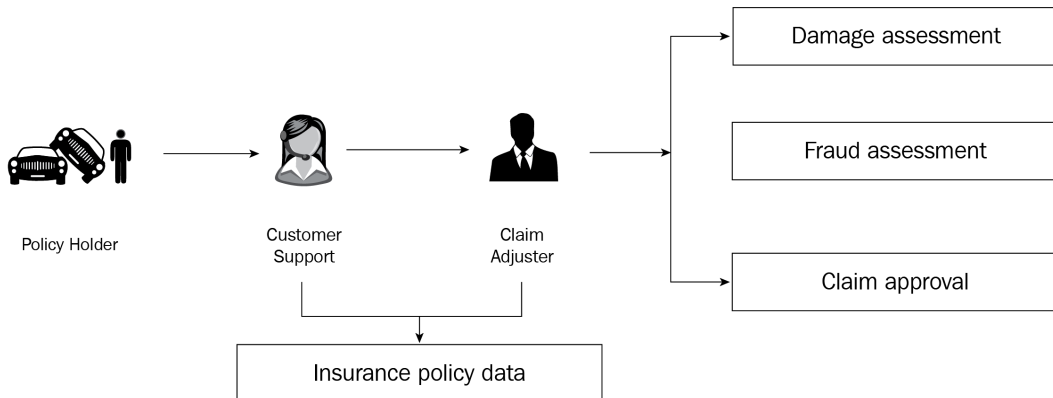 Damage assessment
Fraud assessment
Policy Holder
Customer
Support
Claim
Adjuster
Claim approval
Insurance policy data